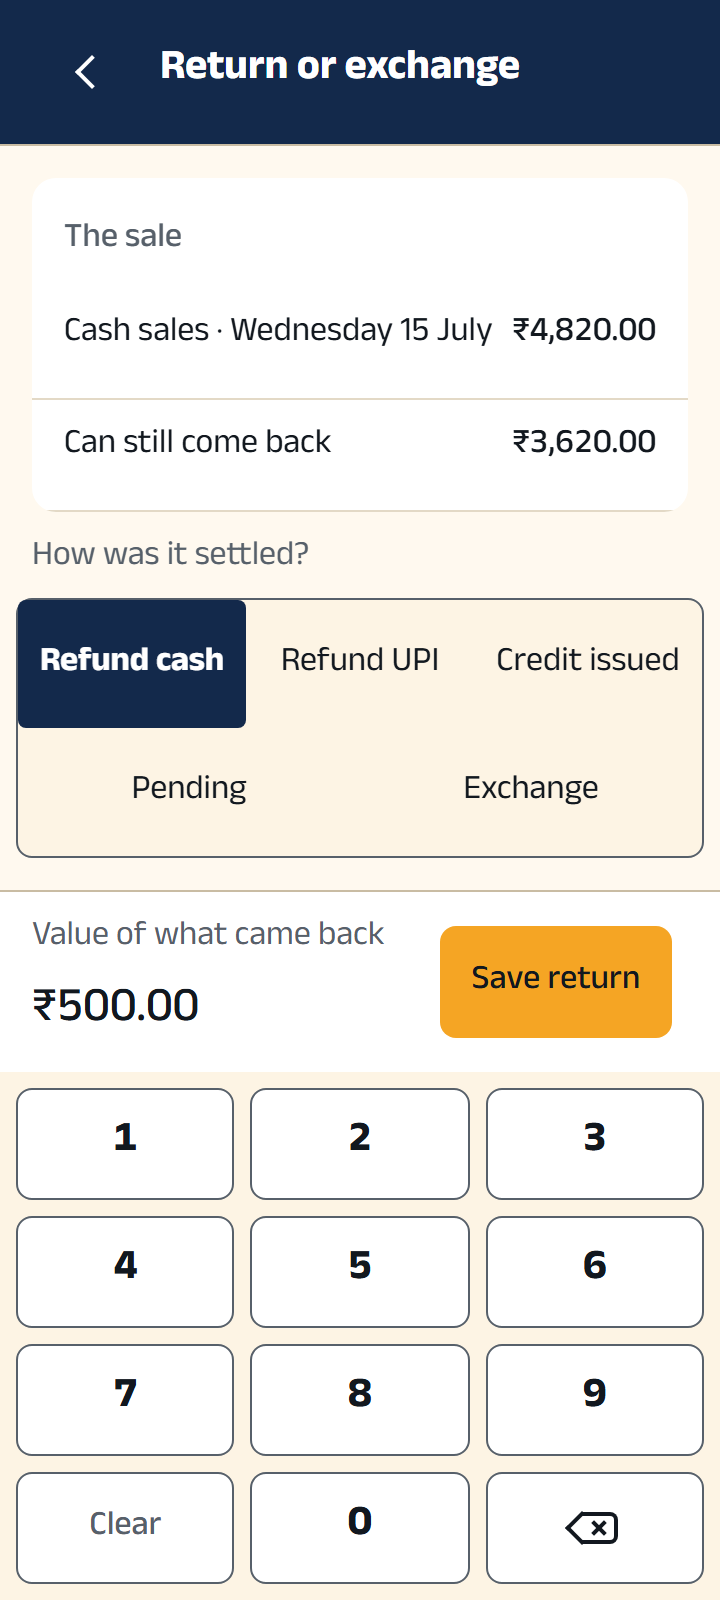 Return or exchange
The sale
Cash sales · Wednesday 15 July ₹4,820.00
Can still come back ₹3,620.00
How was it settled?
Refund cash Refund UPI Credit issued
Pending Exchange
Value of what came back
₹500.00
Save return
1 2 3
4 5 6
7 8 9
Clear 0